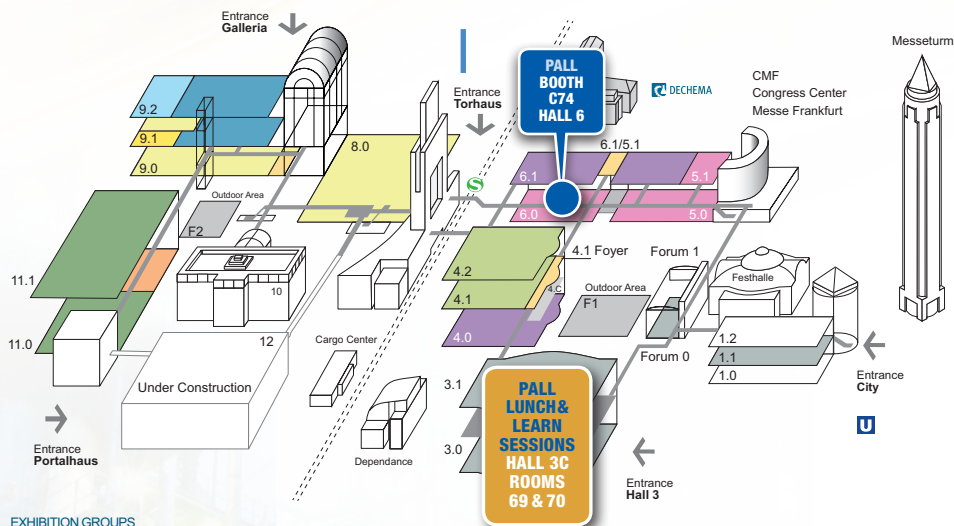 Entrance
Galleria
Messeturm
Entrance
Torhaus
PALL
BOOTH
C74
HALL 6
DECHEMA
CMF
Congress Center
Messe Frankfurt
9.2
9.1
9.0
8.0
6.1/5.1
6.1
5.1
6.0
5.0
S
Outdoor Area
F2
11.1
11.0
10
12
Under Construction
4.2
4.1
4.0
4.C
4.1 Foyer
Forum 1
Festhalle
Outdoor Area
F1
Forum 0
1.2
1.1
1.0
Entrance
City
U
Cargo Center
Dependance
3.1
3.0
PALL
LUNCH&
LEARN
SESSIONS
HALL 3C
ROOMS
69 & 70
Entrance
Hall 3
Entrance
Portalhaus
EXHIBITION GROUPS